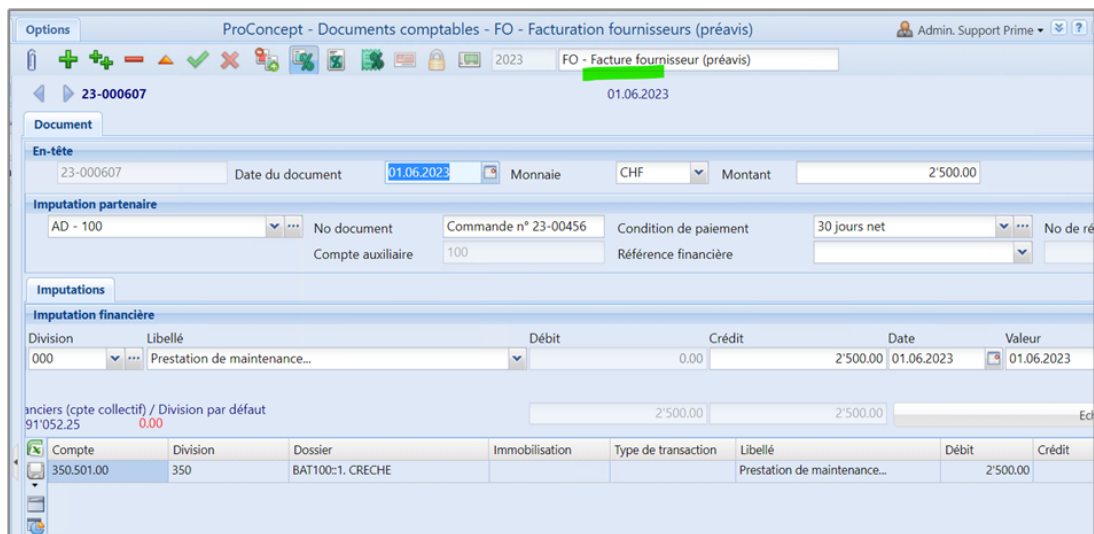 Options ProConcept - Documents comptables - FO - Facturation fournisseurs (préavis) Admin. Support Prime ?
2023 FO - Facture fournisseur (préavis)
23-000607 01.06.2023
Document
En-tête
23-000607 Date du document 01.06.2023 Monnaie CHF Montant 2'500.00
Imputation partenaire
AD - 100 No document Commande n° 23-00456 Condition de paiement 30 jours net No de ré
Compte auxiliaire 100 Référence financière
Imputations
Imputation financière
Division Libellé Débit Crédit Date Valeur
000 Prestation de maintenance... 0.00 2'500.00 01.06.2023 01.06.2023
anciers (cpte collectif) / Division par défaut 2'500.00 2'500.00 Ech
91'052.25 0.00
Compte Division Dossier Immobilisation Type de transaction Libellé Débit Crédit
350.501.00 350 BAT100::1. CRECHE Prestation de maintenance... 2'500.00